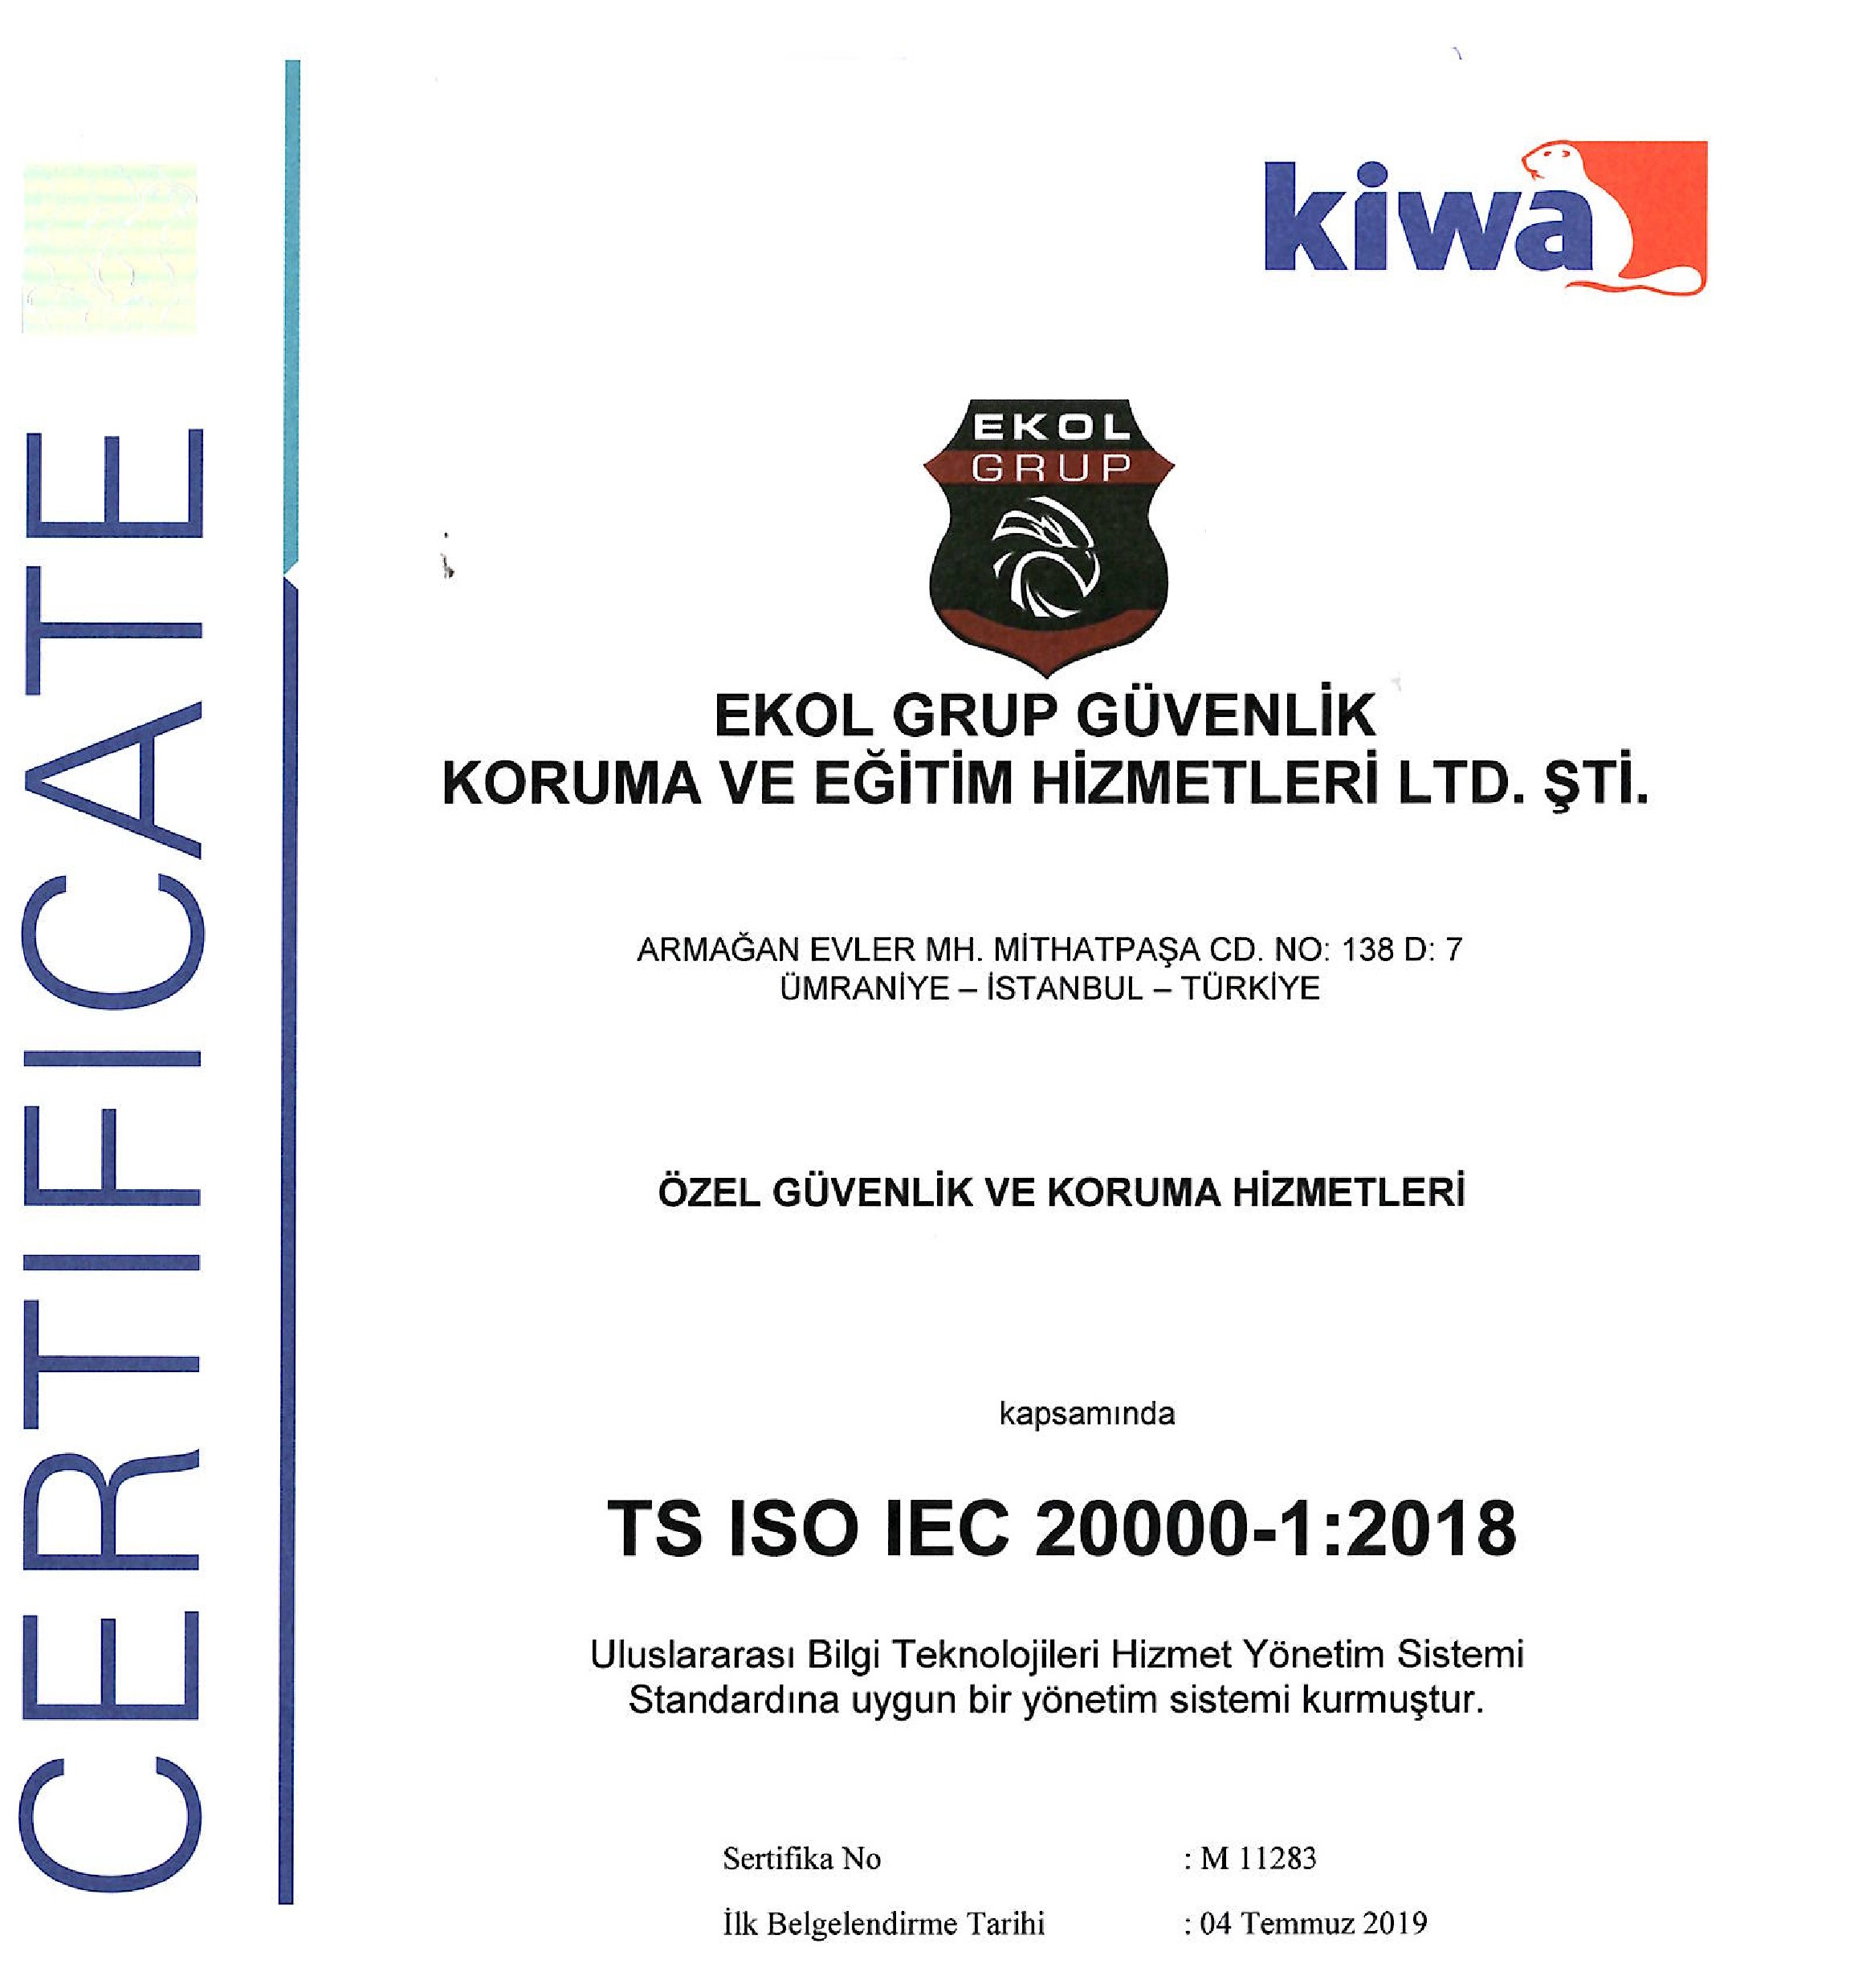 CERTIFICATE
kiwa
EKOL
GRUP
EKOL GRUP GÜVENLİK
KORUMA VE EĞİTİM HİZMETLERİ LTD. ŞTİ.
ARMAĞAN EVLER MH. MİTHATPAŞA CD. NO: 138 D: 7
ÜMRANİYE – İSTANBUL – TÜRKİYE
ÖZEL GÜVENLİK VE KORUMA HİZMETLERİ
kapsamında
TS ISO IEC 20000-1:2018
Uluslararası Bilgi Teknolojileri Hizmet Yönetim Sistemi
Standardına uygun bir yönetim sistemi kurmuştur.
Sertifika No : M 11283
İlk Belgelendirme Tarihi : 04 Temmuz 2019